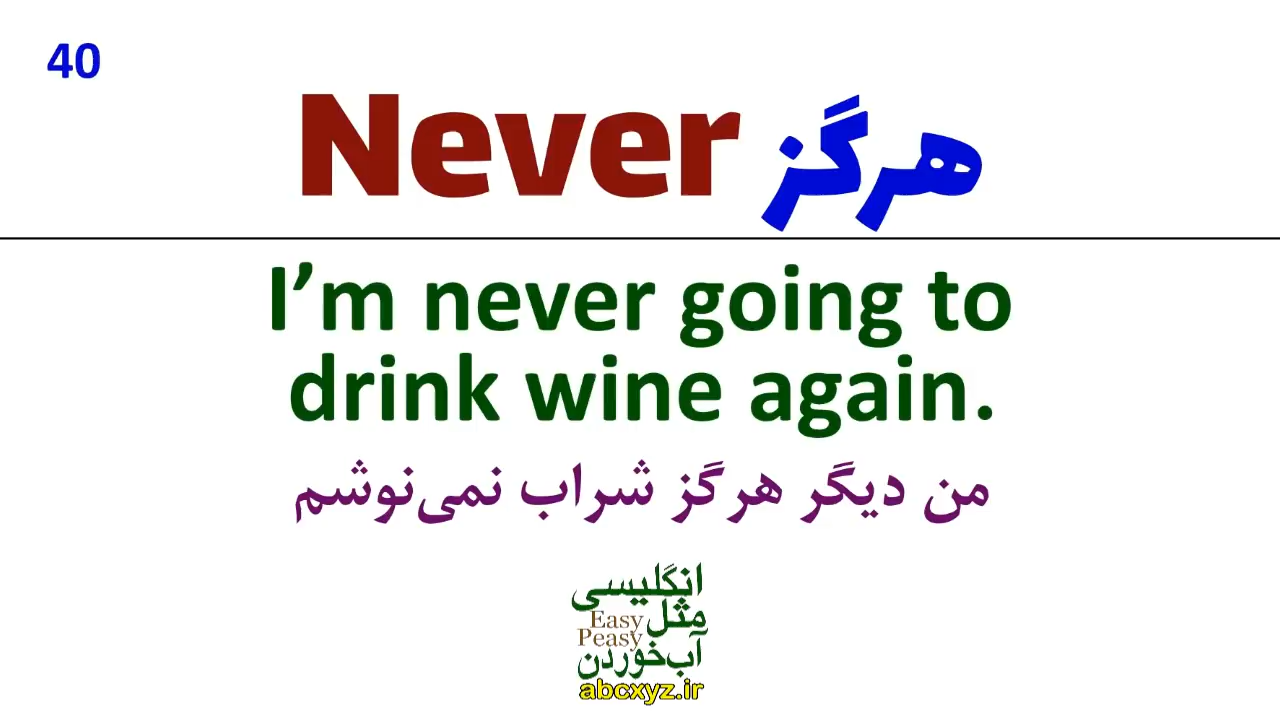 40
Never هرگز
I’m never going to
drink wine again.
من دیگر هرگز شراب نمی‌نوشم
انگلیسی
مثل
Easy
Peasy
آب‌خوردن
abcxyz.ir